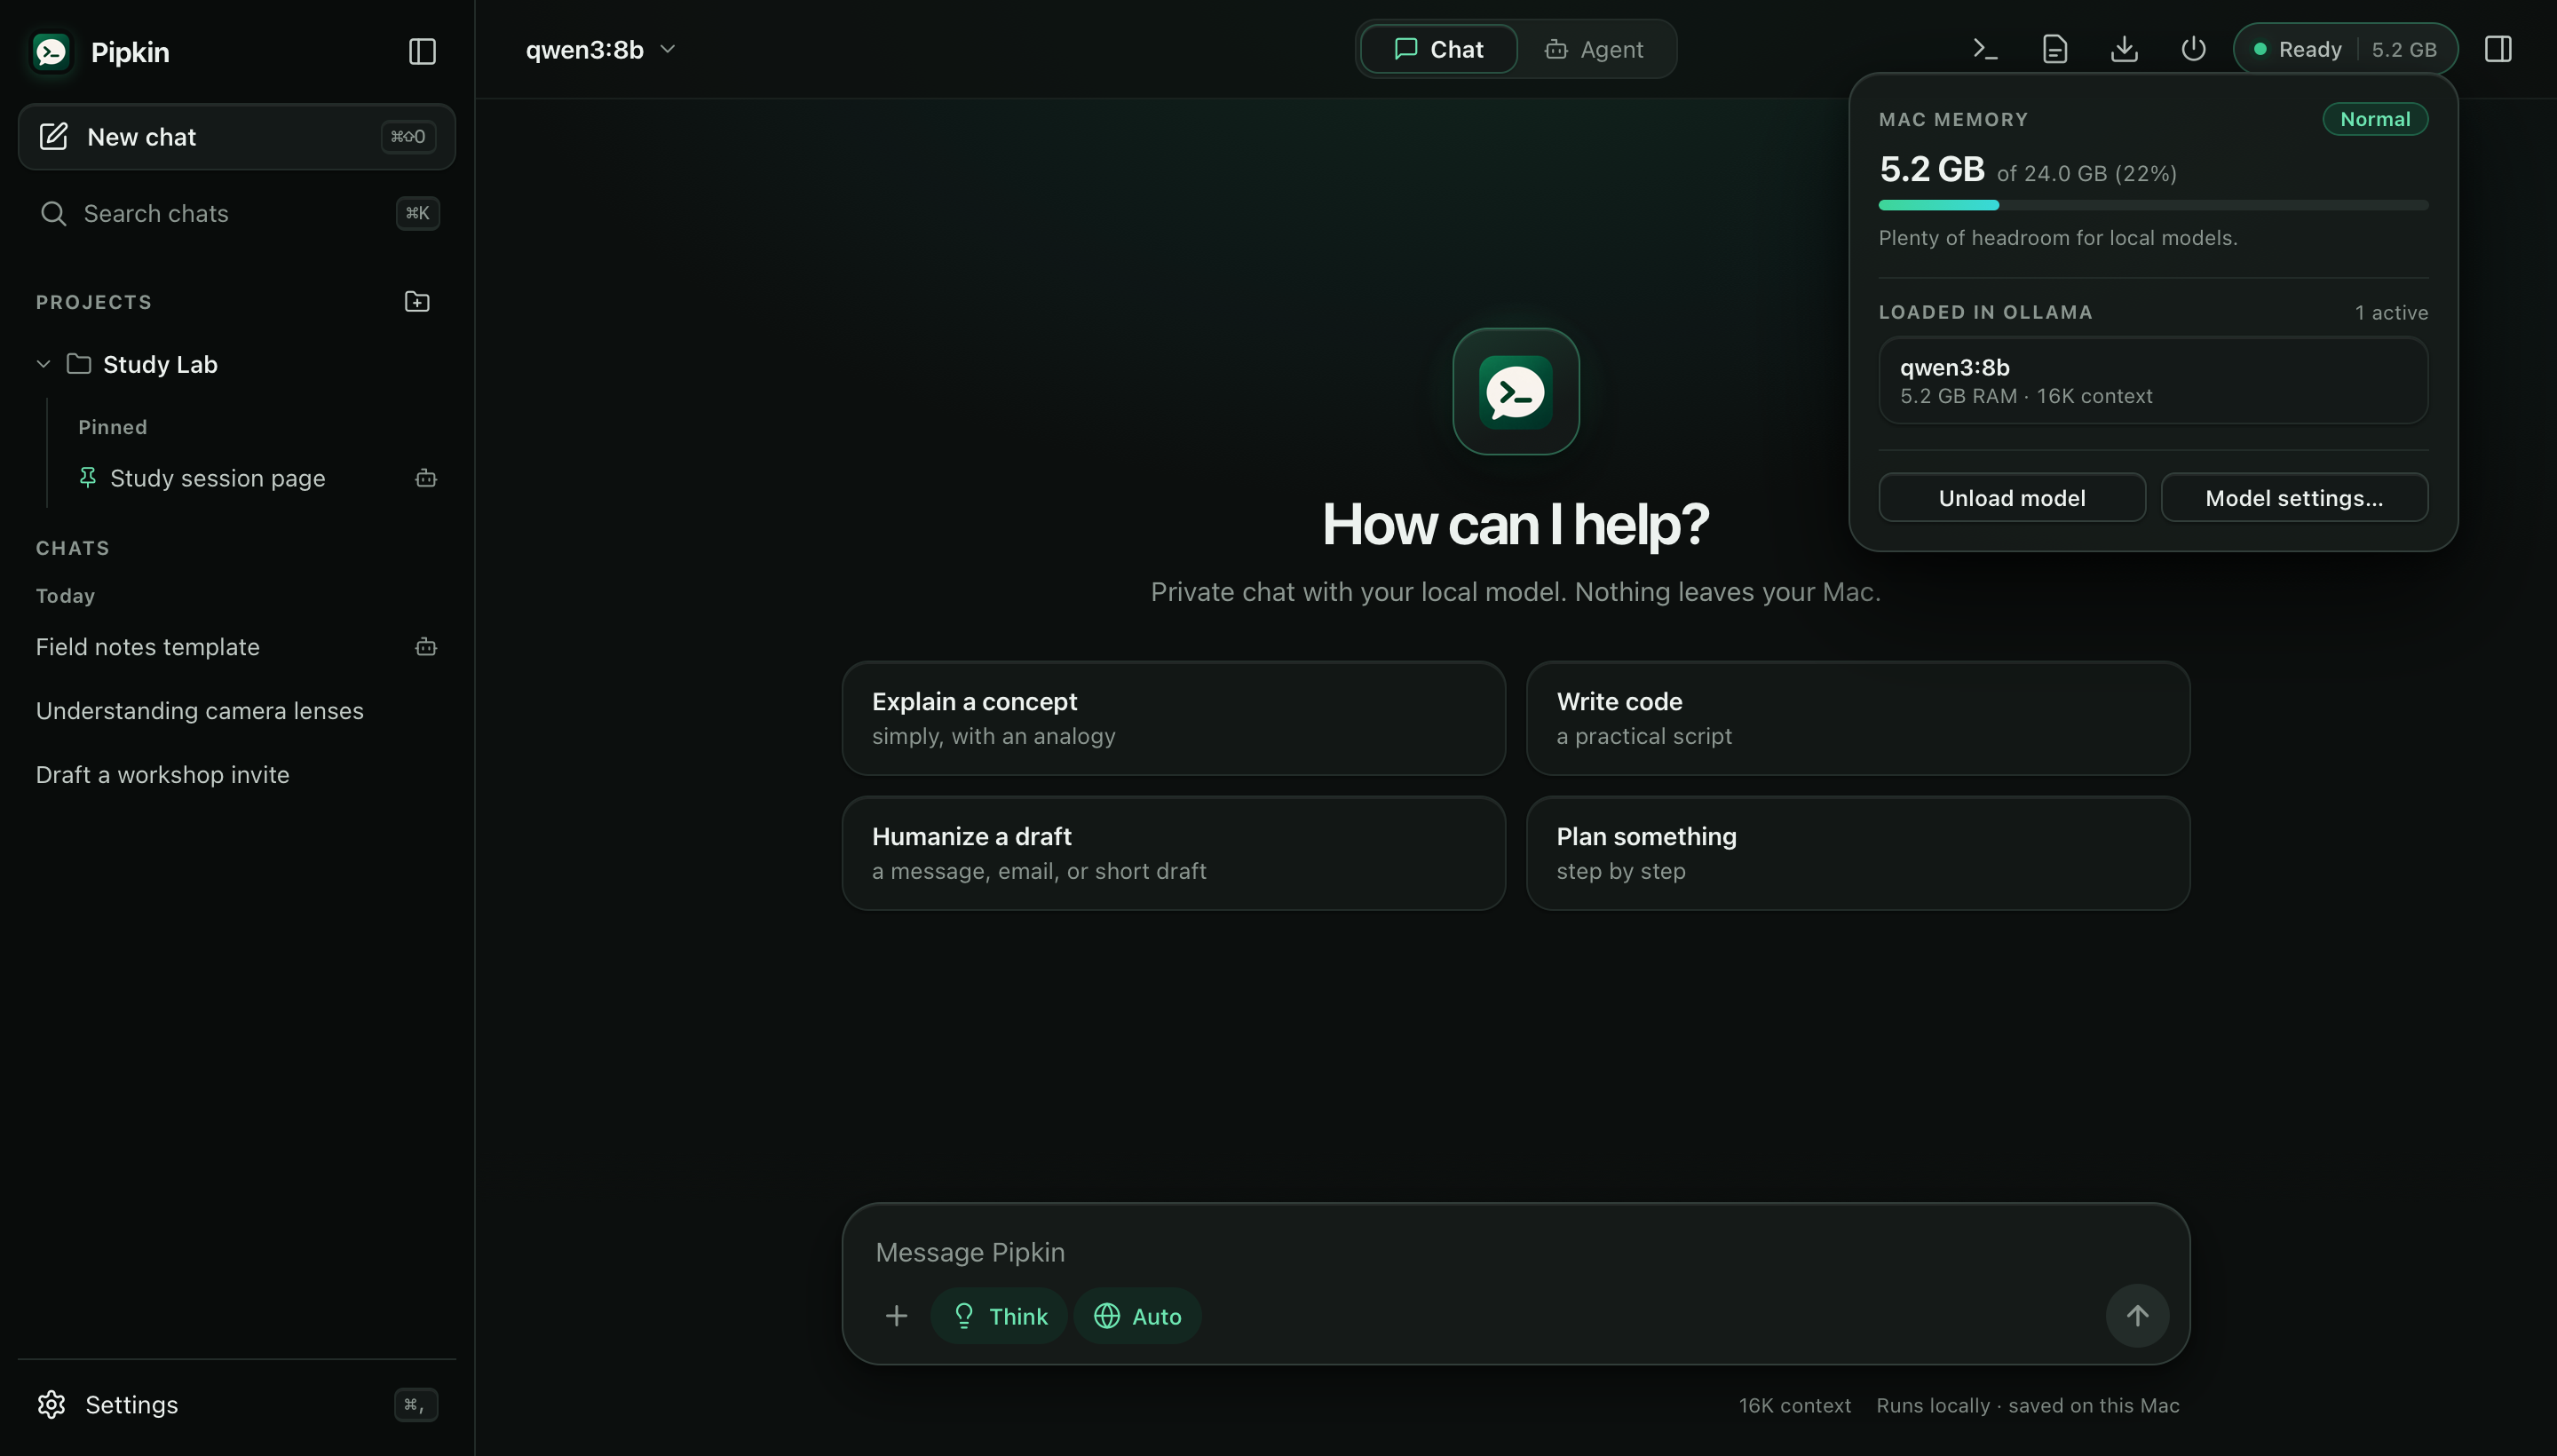 Pipkin
New chat ⌘⇧O
Search chats ⌘K
PROJECTS
Study Lab
Pinned
Study session page
CHATS
Today
Field notes template
Understanding camera lenses
Draft a workshop invite
Settings ⌘,
qwen3:8b
Chat Agent
Ready 5.2 GB
MAC MEMORY Normal
5.2 GB of 24.0 GB (22%)
Plenty of headroom for local models.
LOADED IN OLLAMA 1 active
qwen3:8b
5.2 GB RAM · 16K context
Unload model Model settings...
How can I help?
Private chat with your local model. Nothing leaves your Mac.
Explain a concept
simply, with an analogy
Write code
a practical script
Humanize a draft
a message, email, or short draft
Plan something
step by step
Message Pipkin
Think Auto
16K context Runs locally · saved on this Mac